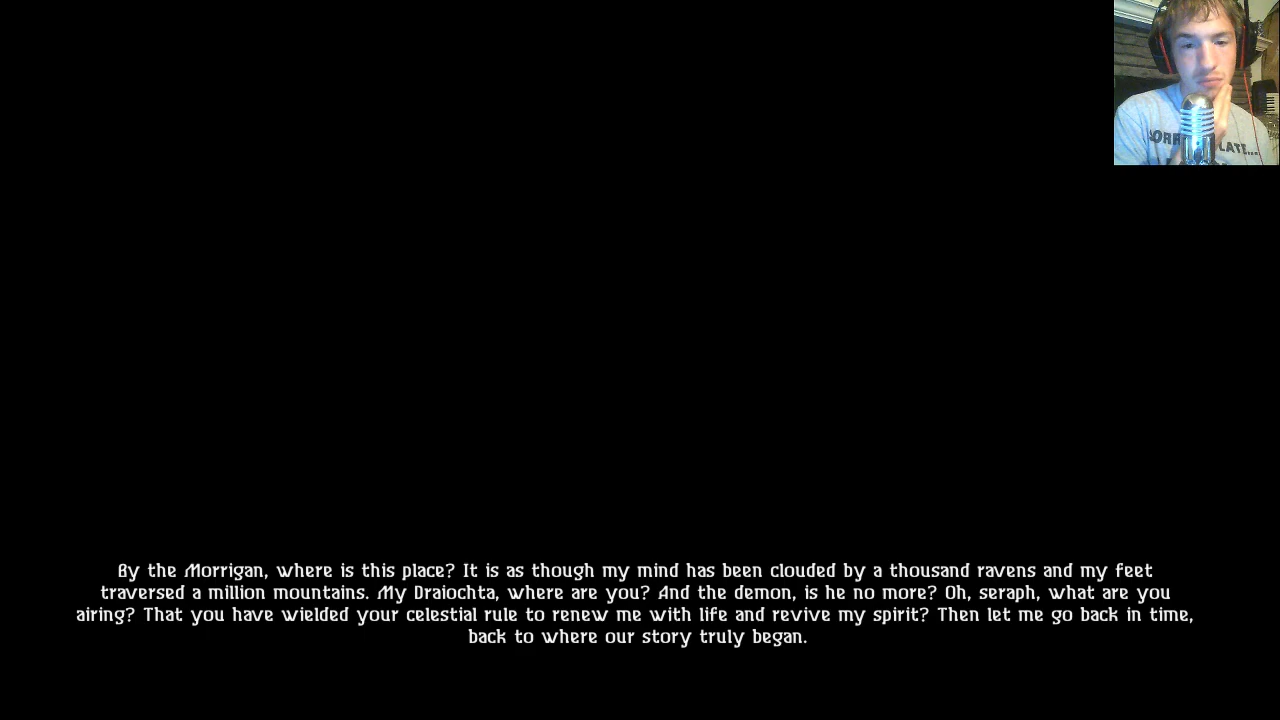 ORR LATE...
By the Morrigan, where is this place? It is as though my mind has been clouded by a thousand ravens and my feet
traversed a million mountains. My Draiochta, where are you? And the demon, is he no more? Oh, seraph, what are you
airing? That you have wielded your celestial rule to renew me with life and revive my spirit? Then let me go back in time,
back to where our story truly began.